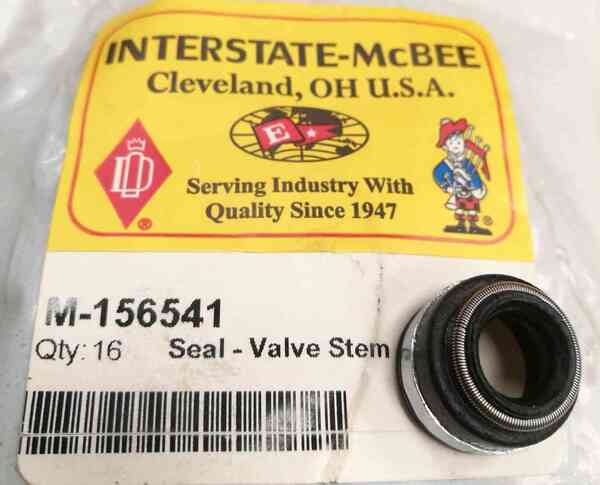 INTERSTATE-McBEE
Cleveland, OH U.S.A.
E
D D
®
Serving Industry With
Quality Since 1947
®
M-156541
Qty: 16 Seal - Valve Stem